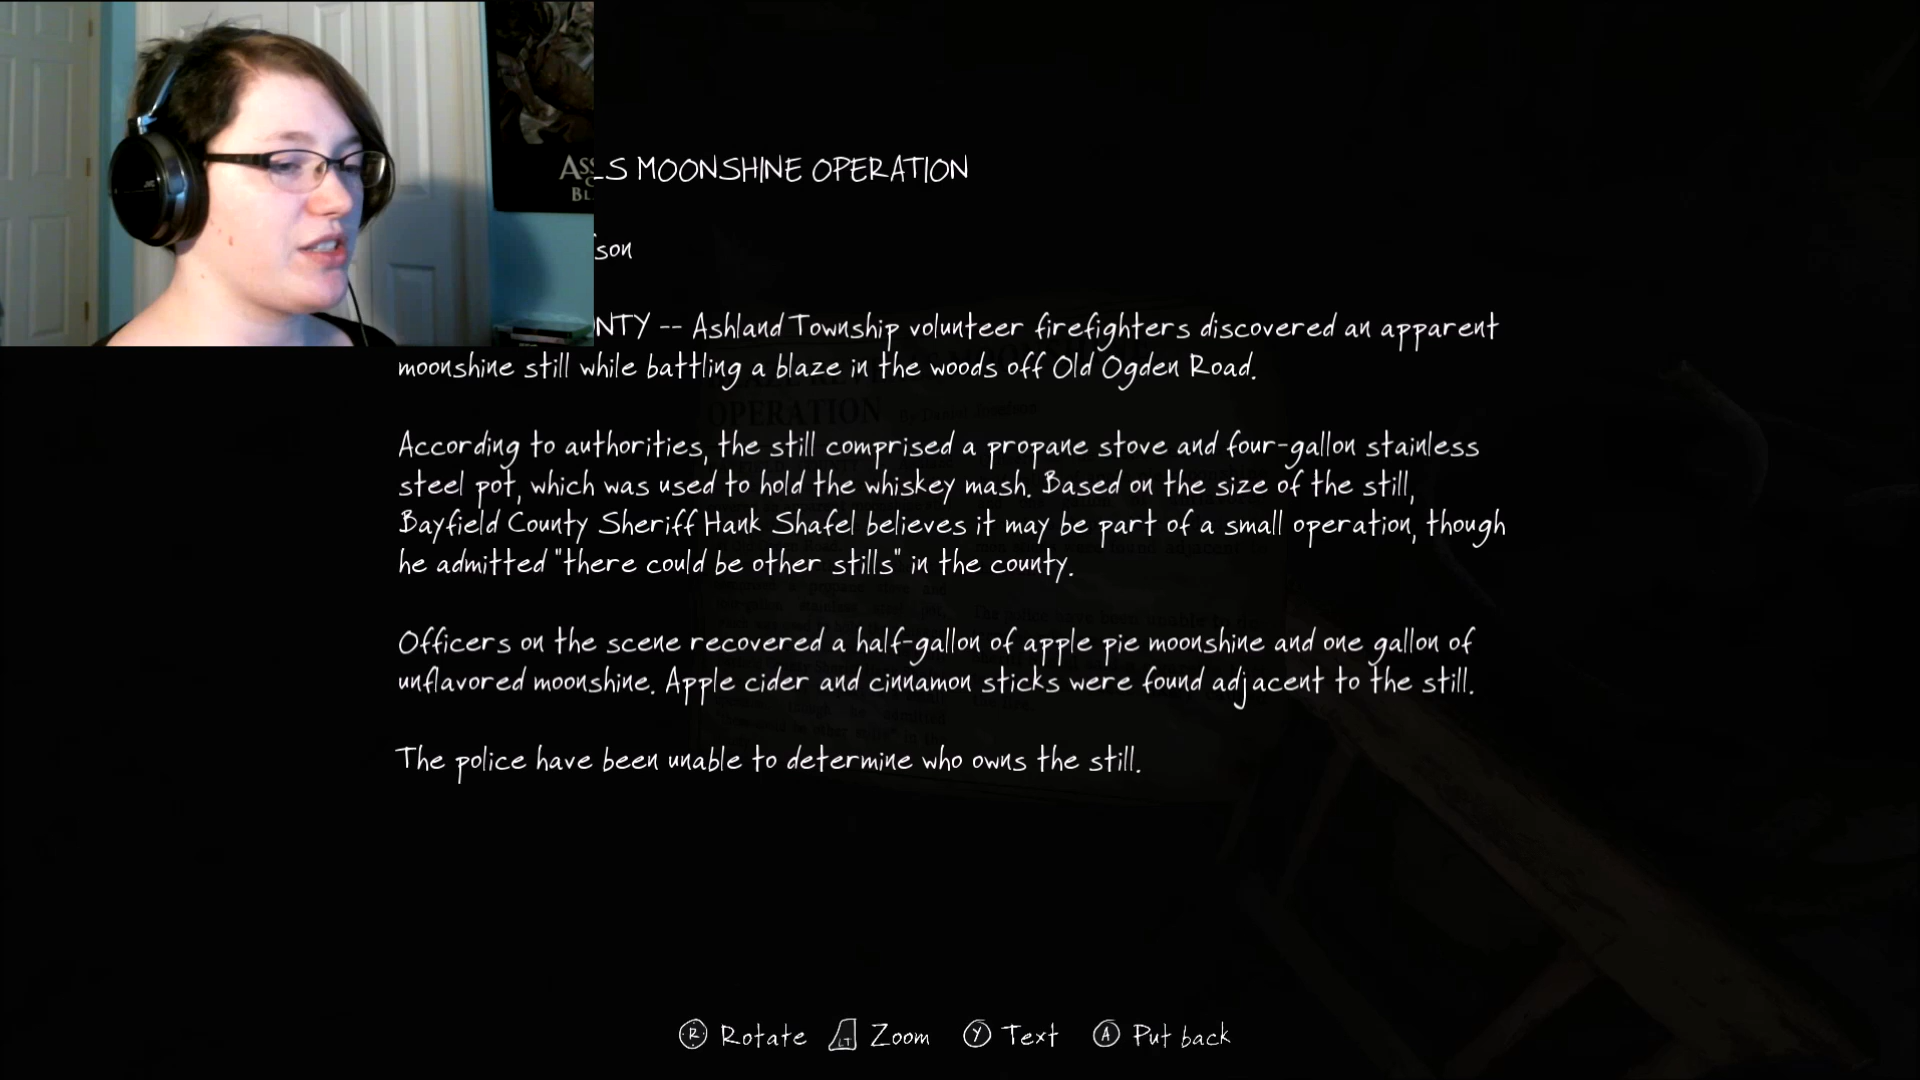 ASS
BL
LS MOONSHINE OPERATION
son
NTY -- Ashland Township volunteer firefighters discovered an apparent
moonshine still while battling a blaze in the woods off Old Ogden Road.
According to authorities, the still comprised a propane stove and four-gallon stainless
steel pot, which was used to hold the whiskey mash. Based on the size of the still,
Bayfield County Sheriff Hank Shafel believes it may be part of a small operation, though
he admitted "there could be other stills" in the county.
Officers on the scene recovered a half-gallon of apple pie moonshine and one gallon of
unflavored moonshine. Apple cider and cinnamon sticks were found adjacent to the still.
The police have been unable to determine who owns the still.
R Rotate LT Zoom Y Text A Put back